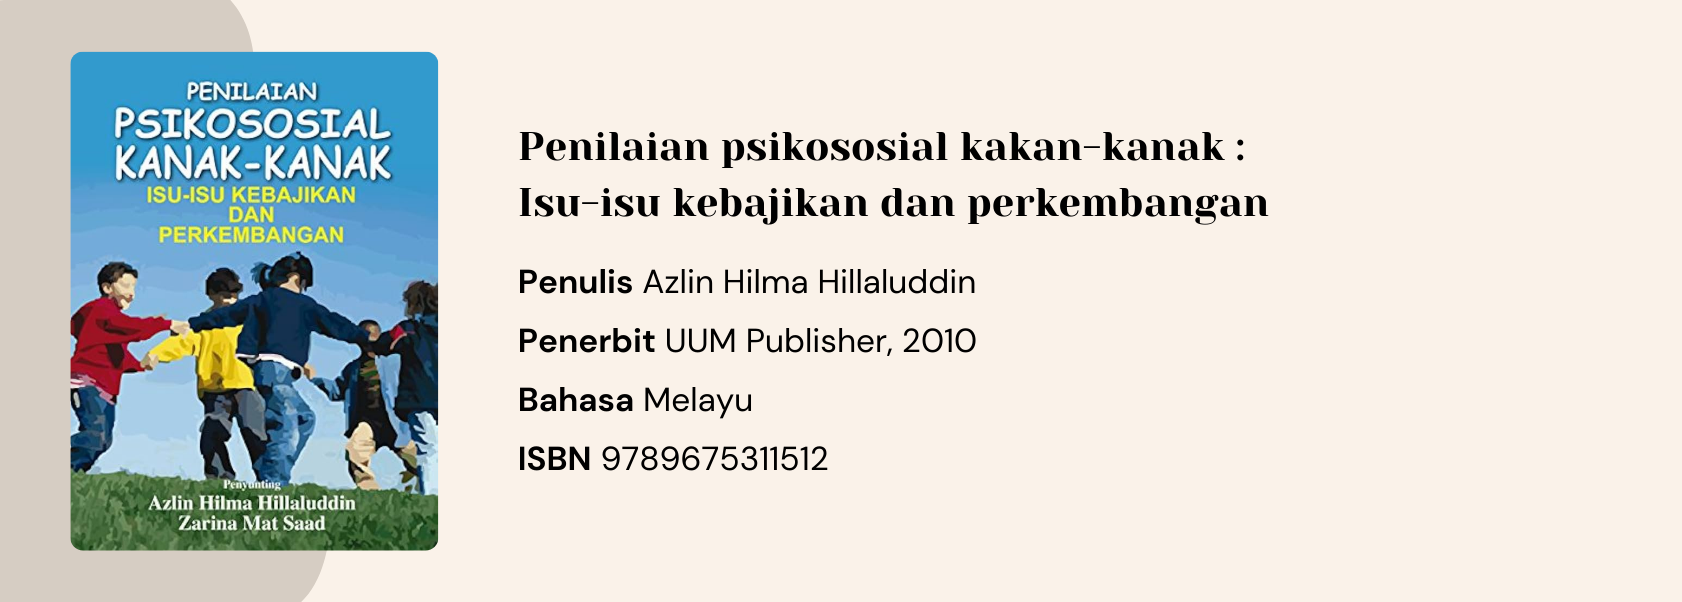 PENILAIAN
PSIKOSOSIAL
KANAK-KANAK
ISU-ISU KEBAJIKAN
DAN
PERKEMBANGAN
Penyunting
Azlin Hilma Hillaluddin
Zarina Mat Saad
Penilaian psikososial kakan-kanak :
Isu-isu kebajikan dan perkembangan
Penulis Azlin Hilma Hillaluddin
Penerbit UUM Publisher, 2010
Bahasa Melayu
ISBN 9789675311512